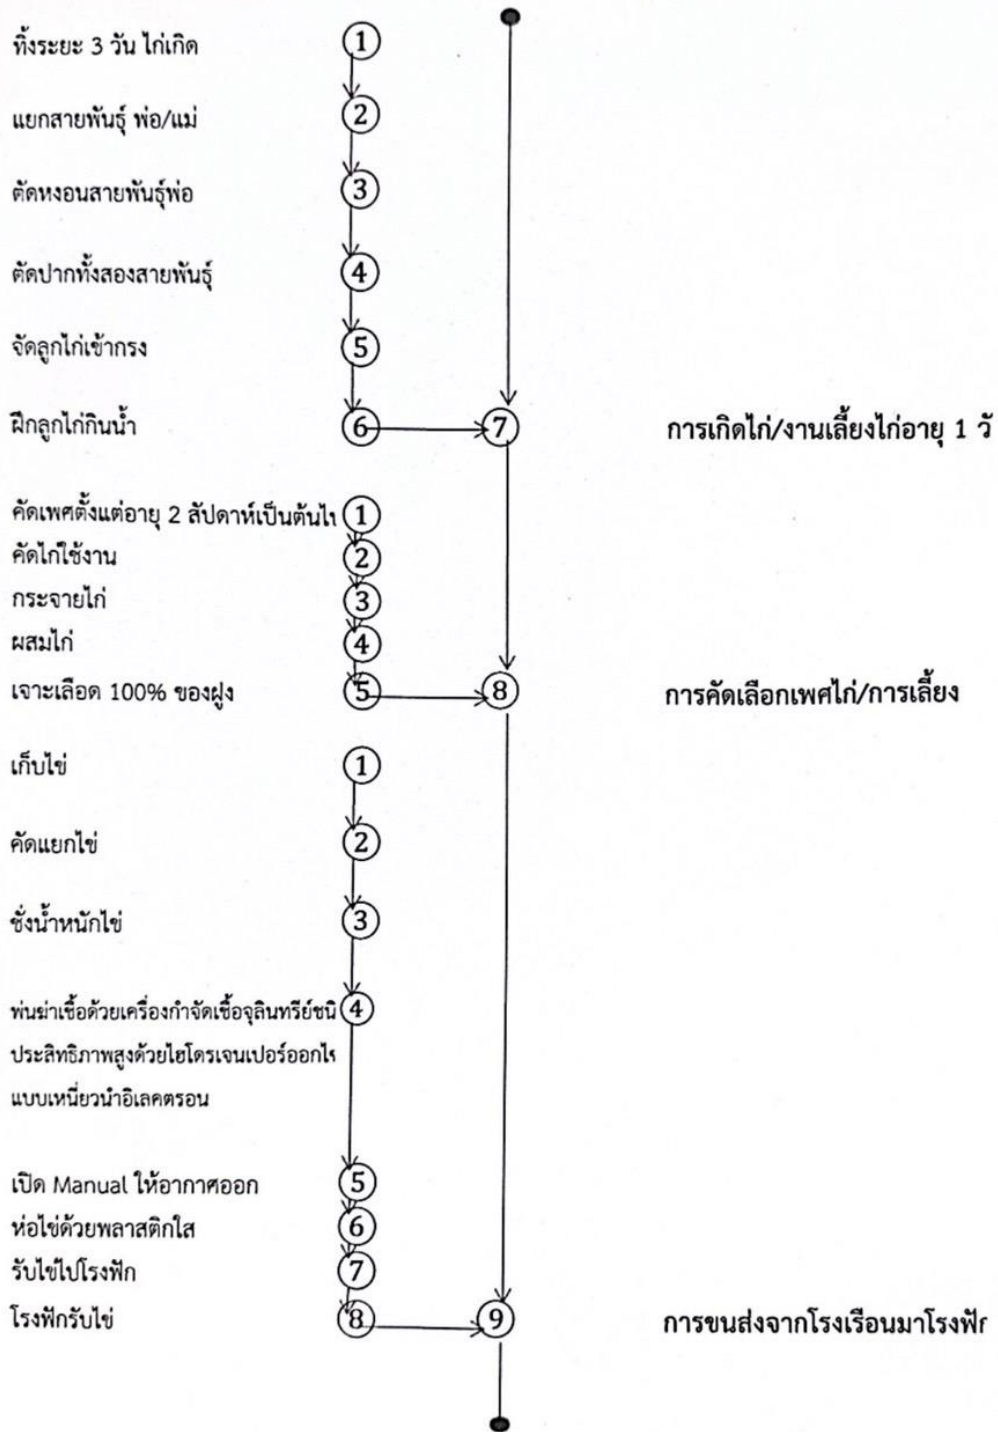 ทิ้งระยะ 3 วัน ไก่เกิด 1
แยกสายพันธุ์ พ่อ/แม่ 2
ตัดหงอนสายพันธุ์พ่อ 3
ตัดปากทั้งสองสายพันธุ์ 4
จัดลูกไก่เข้ากรง 5
ฝึกลูกไก่กินน้ำ 6 7 การเกิดไก่/งานเลี้ยงไก่อายุ 1 วั
คัดเพศตั้งแต่อายุ 2 สัปดาห์เป็นต้นไป 1
คัดไก่ใช้งาน 2
กระจายไก่ 3
ผสมไก่ 4
เจาะเลือด 100% ของฝูง 5 8 การคัดเลือกเพศไก่/การเลี้ยง
เก็บไข่ 1
คัดแยกไข่ 2
ชั่งน้ำหนักไข่ 3
พ่นฆ่าเชื้อด้วยเครื่องกำจัดเชื้อจุลินทรีย์ชนิ 4
ประสิทธิภาพสูงด้วยไฮโดรเจนเปอร์ออกไซ
แบบเหนี่ยวนำอิเลคตรอน
เปิด Manual ให้อากาศออก 5
ห่อไข่ด้วยพลาสติกใส 6
รับไข่ไปโรงฟัก 7
โรงฟักรับไข่ 8 9 การขนส่งจากโรงเรือนมาโรงฟัก